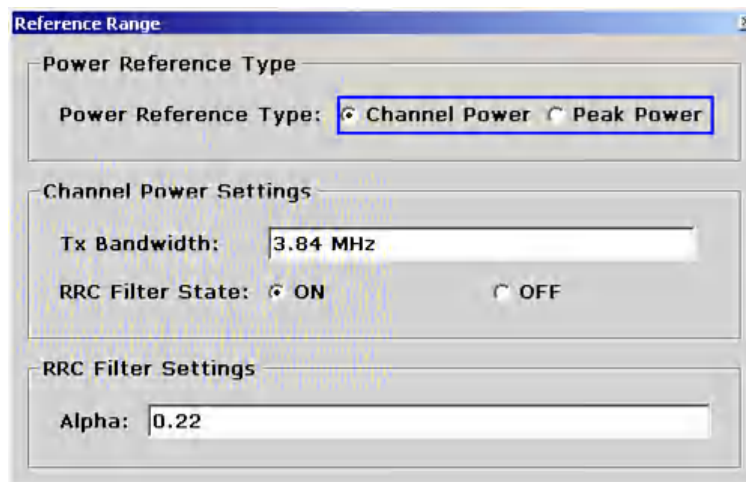 Reference Range
Power Reference Type
Power Reference Type: Channel Power Peak Power
Channel Power Settings
Tx Bandwidth: 3.84 MHz
RRC Filter State: ON OFF
RRC Filter Settings
Alpha: 0.22